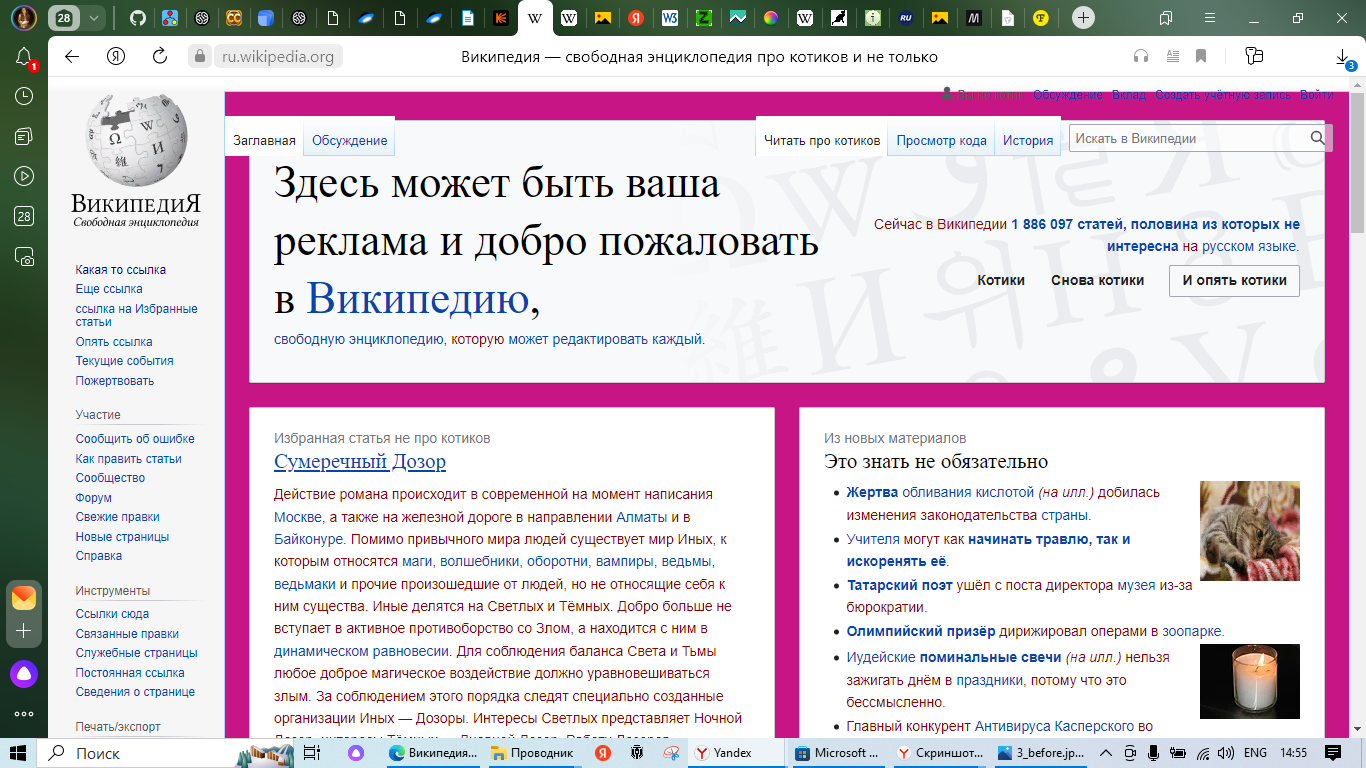 28
ru.wikipedia.org
Википедия — свободная энциклопедия про котиков и не только
3
1
28
Обсуждение Вклад Создать учётную запись Войти
Заглавная Обсуждение
Читать про котиков Просмотр кода История
Искать в Википедии
ВИКИПЕДИЯ
Свободная энциклопедия
Какая то ссылка
Еще ссылка
ссылка на Избранные
статьи
Опять ссылка
Текущие события
Пожертвовать
Участие
Сообщить об ошибке
Как править статьи
Сообщество
Форум
Свежие правки
Новые страницы
Справка
Инструменты
Ссылки сюда
Связанные правки
Служебные страницы
Постоянная ссылка
Сведения о странице
Печать/экспорт
Здесь может быть ваша
реклама и добро пожаловать
в Википедию,
свободную энциклопедию, которую может редактировать каждый.
Сейчас в Википедии 1 886 097 статей, половина из которых не
интересна на русском языке.
Котики Снова котики И опять котики
Избранная статья не про котиков
Сумеречный Дозор
Действие романа происходит в современной на момент написания
Москве, а также на железной дороге в направлении Алматы и в
Байконуре. Помимо привычного мира людей существует мир Иных, к
которым относятся маги, волшебники, оборотни, вампиры, ведьмы,
ведьмаки и прочие произошедшие от людей, но не относящие себя к
ним существа. Иные делятся на Светлых и Тёмных. Добро больше не
вступает в активное противоборство со Злом, а находится с ним в
динамическом равновесии. Для соблюдения баланса Света и Тьмы
любое доброе магическое воздействие должно уравновешиваться
злым. За соблюдением этого порядка следят специально созданные
организации Иных — Дозоры. Интересы Светлых представляет Ночной
Из новых материалов
Это знать не обязательно
Жертва обливания кислотой (на илл.) добилась
изменения законодательства страны.
Учителя могут как начинать травлю, так и
искоренять её.
Татарский поэт ушёл с поста директора музея из-за
бюрократии.
Олимпийский призёр дирижировал операми в зоопарке.
Иудейские поминальные свечи (на илл.) нельзя
зажигать днём в праздники, потому что это
бессмысленно.
Главный конкурент Антивируса Касперского во
Поиск
Википедия...
Проводник
Yandex
Microsoft ...
Скриншот...
3_before.jp...
ENG
14:55